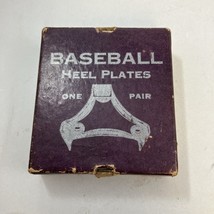 BASEBALL
HEEL PLATES
ONE PAIR